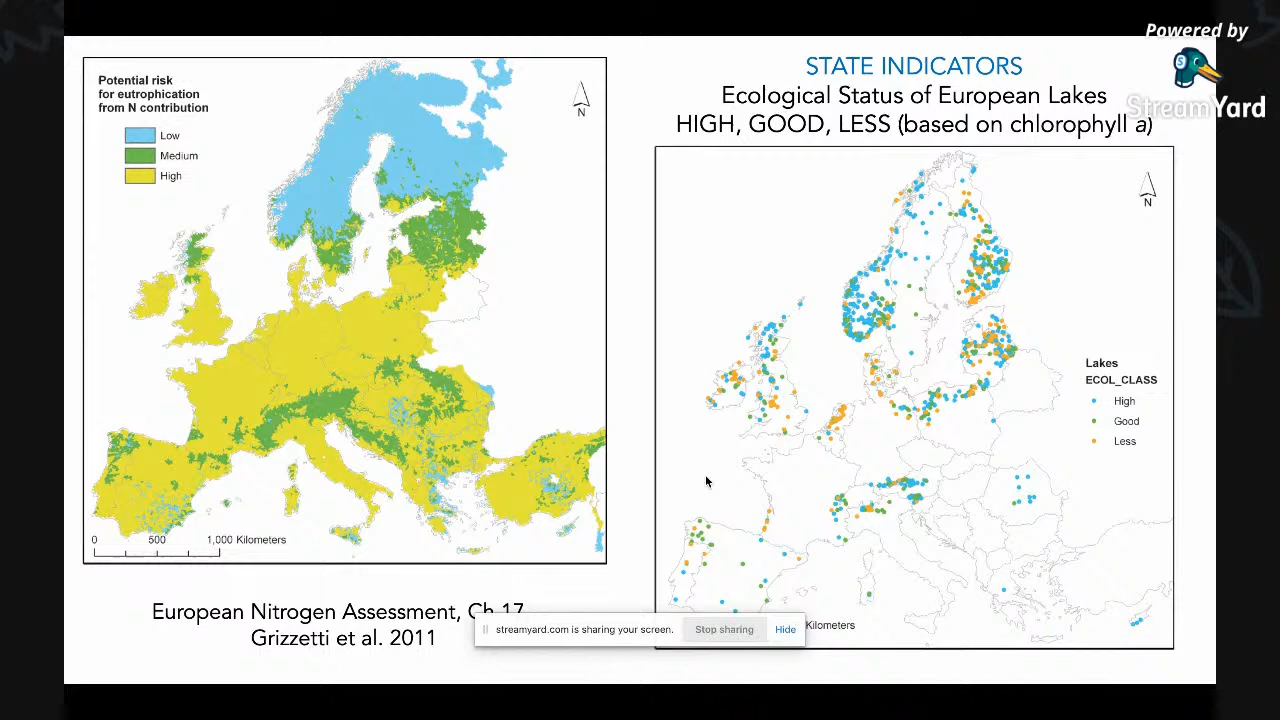 Powered by
StreamYard
Potential risk
for eutrophication
from N contribution
Low
Medium
High
N
0 500 1,000 Kilometers
European Nitrogen Assessment, Ch 17
Grizzetti et al. 2011
STATE INDICATORS
Ecological Status of European Lakes
HIGH, GOOD, LESS (based on chlorophyll a)
N
Lakes
ECOL_CLASS
High
Good
Less
Kilometers
streamyard.com is sharing your screen.
Stop sharing
Hide